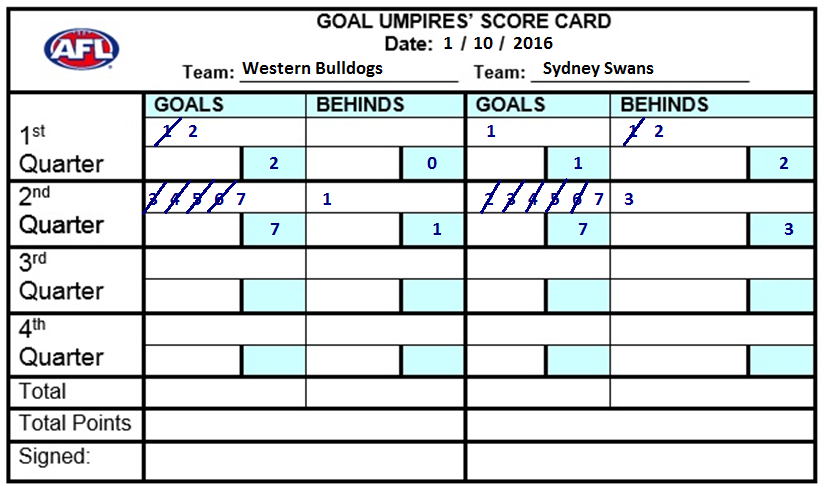 GOAL UMPIRES' SCORE CARD
AFL
Date: 1 / 10 / 2016
Team: Western Bulldogs Team: Sydney Swans
GOALS BEHINDS GOALS BEHINDS
1st Quarter
1 2 1 1 2
2 0 1 2
2nd Quarter
3 4 5 6 7 1 2 3 4 5 6 7 3
7 1 7 3
3rd Quarter
4th Quarter
Total
Total Points
Signed: